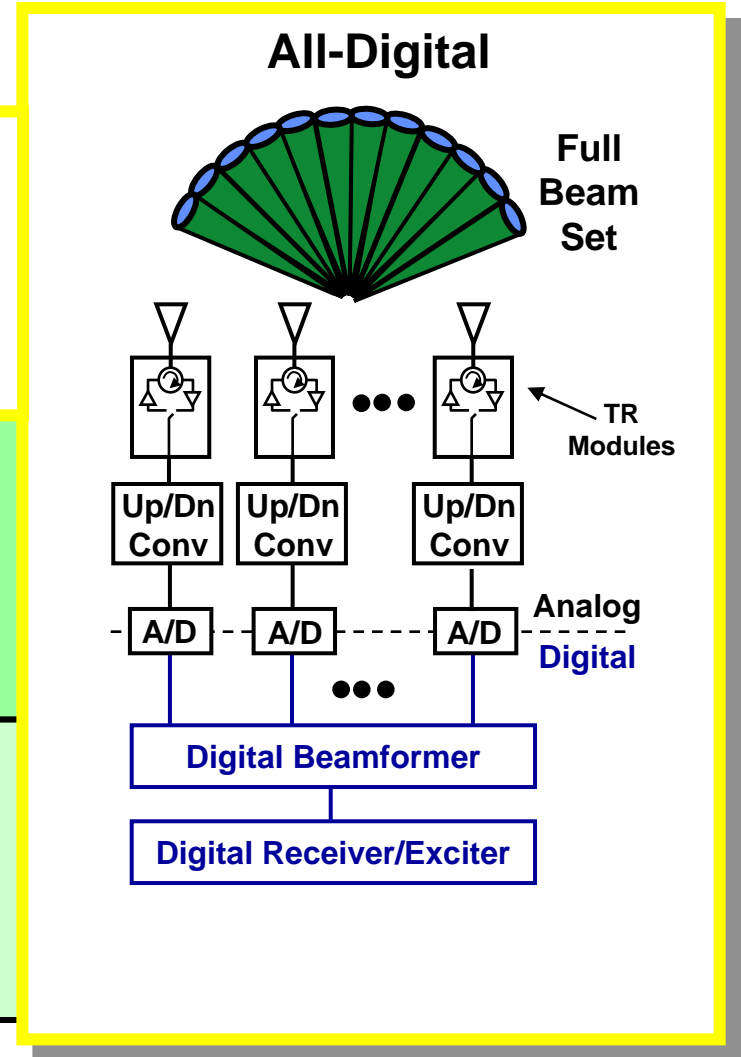 All-Digital
Full
Beam
Set
TR
Modules
Up/Dn
Conv
Up/Dn
Conv
Up/Dn
Conv
Analog
A/D
A/D
A/D
Digital
Digital Beamformer
Digital Receiver/Exciter